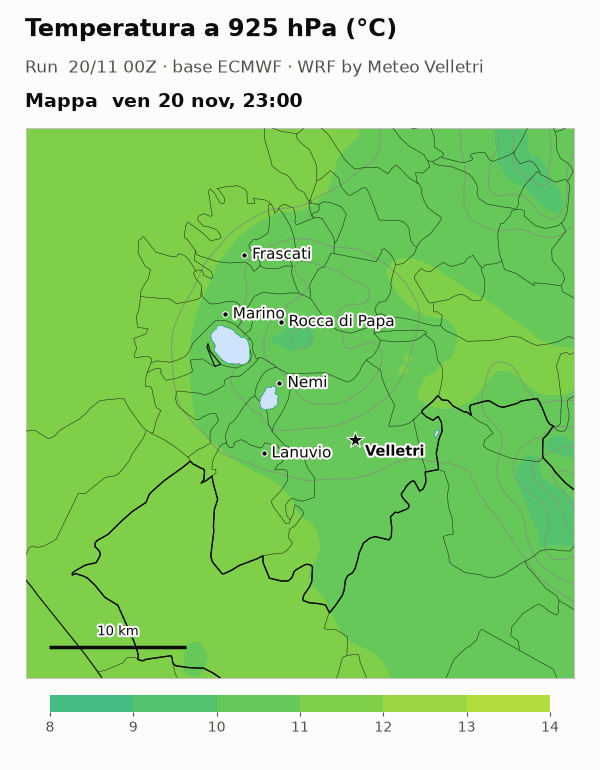 Temperatura a 925 hPa (°C)
Run  20/11 00Z · base ECMWF · WRF by Meteo Velletri
Mappa  ven 20 nov, 23:00
Frascati
Marino
Rocca di Papa
Nemi
Velletri
Lanuvio
10 km
8 9 10 11 12 13 14